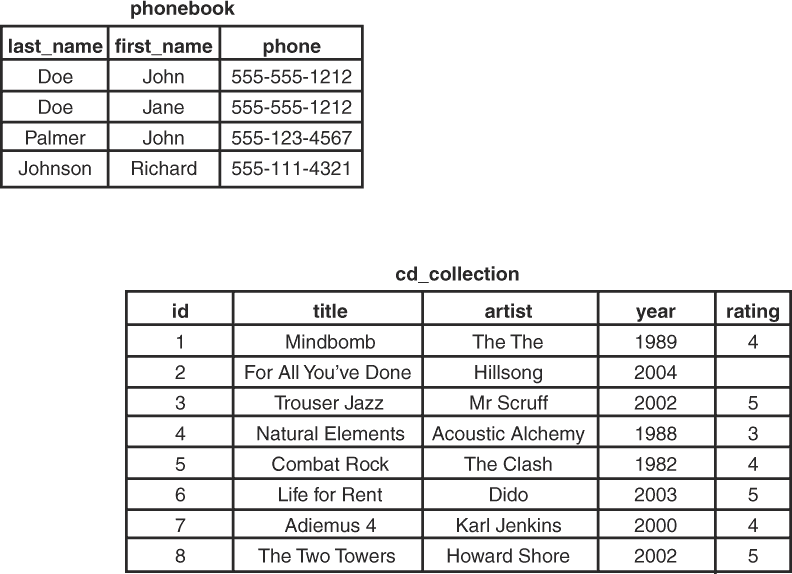 phonebook
last_name first_name phone
Doe John 555-555-1212
Doe Jane 555-555-1212
Palmer John 555-123-4567
Johnson Richard 555-111-4321
cd_collection
id title artist year rating
1 Mindbomb The The 1989 4
2 For All You've Done Hillsong 2004
3 Trouser Jazz Mr Scruff 2002 5
4 Natural Elements Acoustic Alchemy 1988 3
5 Combat Rock The Clash 1982 4
6 Life for Rent Dido 2003 5
7 Adiemus 4 Karl Jenkins 2000 4
8 The Two Towers Howard Shore 2002 5